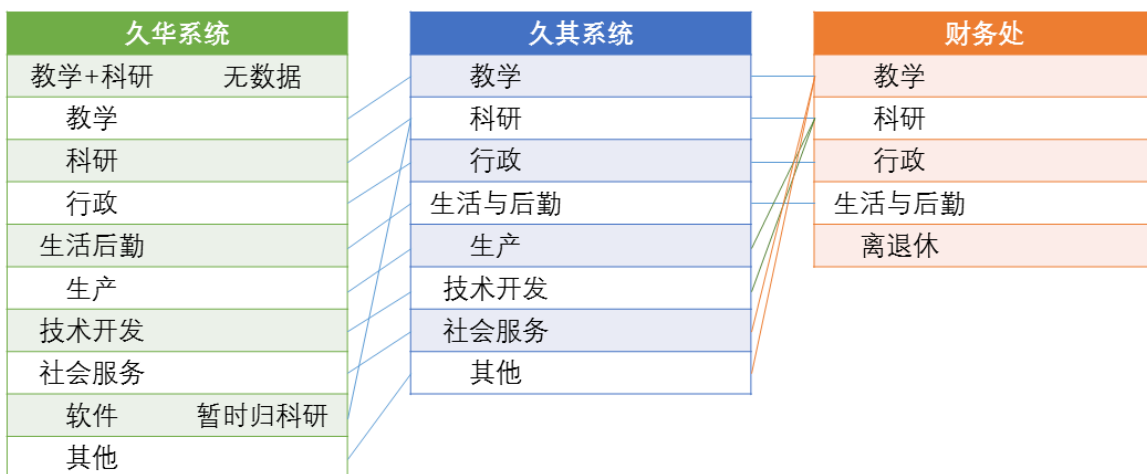 久华系统
教学+科研 无数据
教学
科研
行政
生活后勤
生产
技术开发
社会服务
软件 暂时归科研
其他
久其系统
教学
科研
行政
生活与后勤
生产
技术开发
社会服务
其他
财务处
教学
科研
行政
生活与后勤
离退休